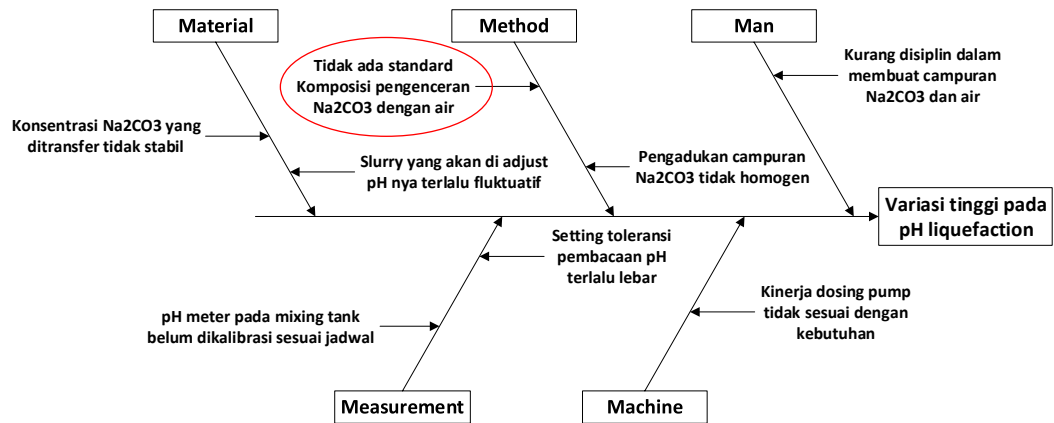 Material
Method
Man
Tidak ada standard
Komposisi pengenceran
Na2CO3 dengan air
Kurang disiplin dalam
membuat campuran
Na2CO3 dan air
Konsentrasi Na2CO3 yang
ditransfer tidak stabil
Slurry yang akan di adjust
pH nya terlalu fluktuatif
Pengadukan campuran
Na2CO3 tidak homogen
Variasi tinggi pada
pH liquefaction
Setting toleransi
pembacaan pH
terlalu lebar
pH meter pada mixing tank
belum dikalibrasi sesuai jadwal
Kinerja dosing pump
tidak sesuai dengan
kebutuhan
Measurement
Machine